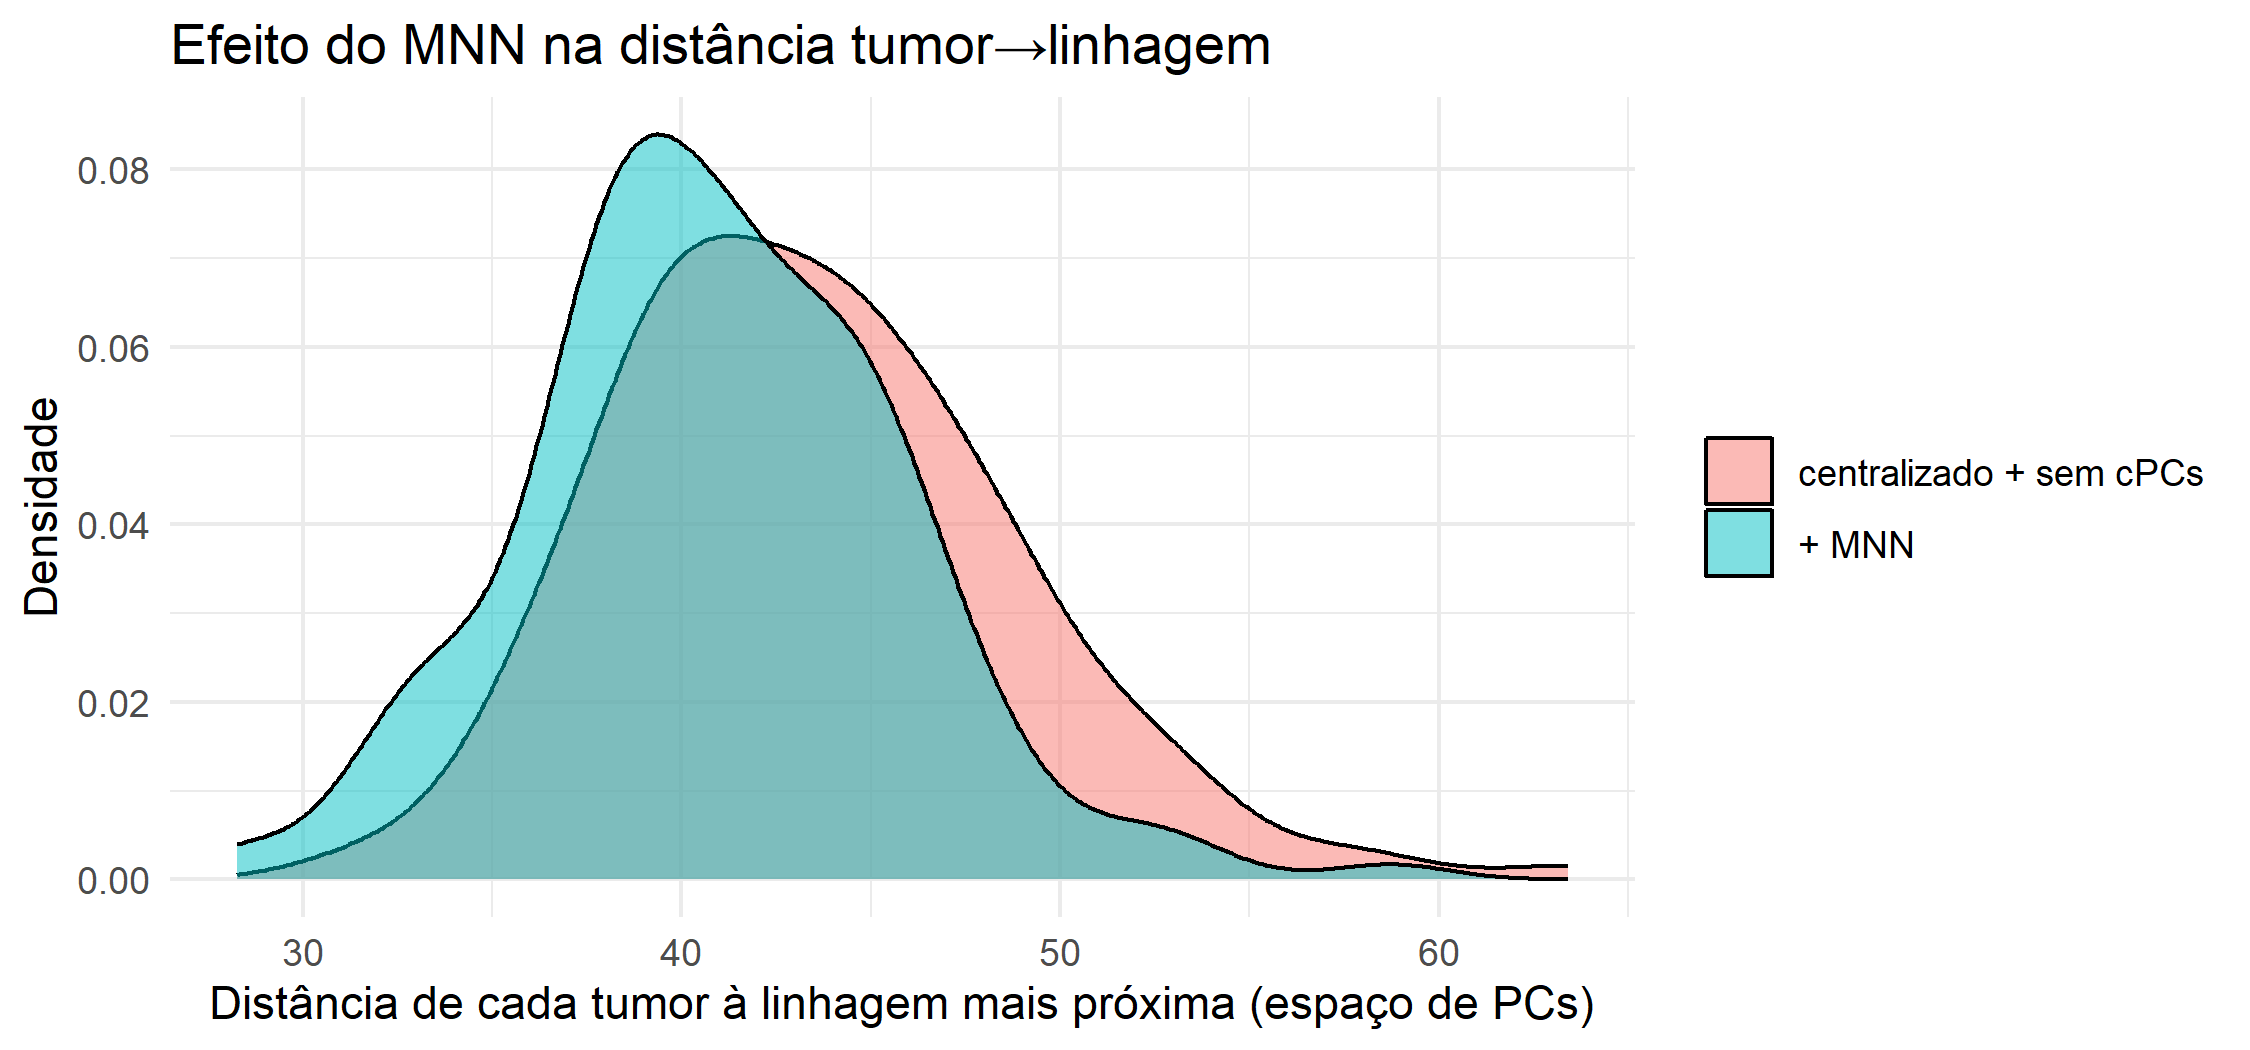 Efeito do MNN na distância tumor→linhagem
Densidade
0.08
0.06
0.04
0.02
0.00
30 40 50 60
Distância de cada tumor à linhagem mais próxima (espaço de PCs)
centralizado + sem cPCs
+ MNN